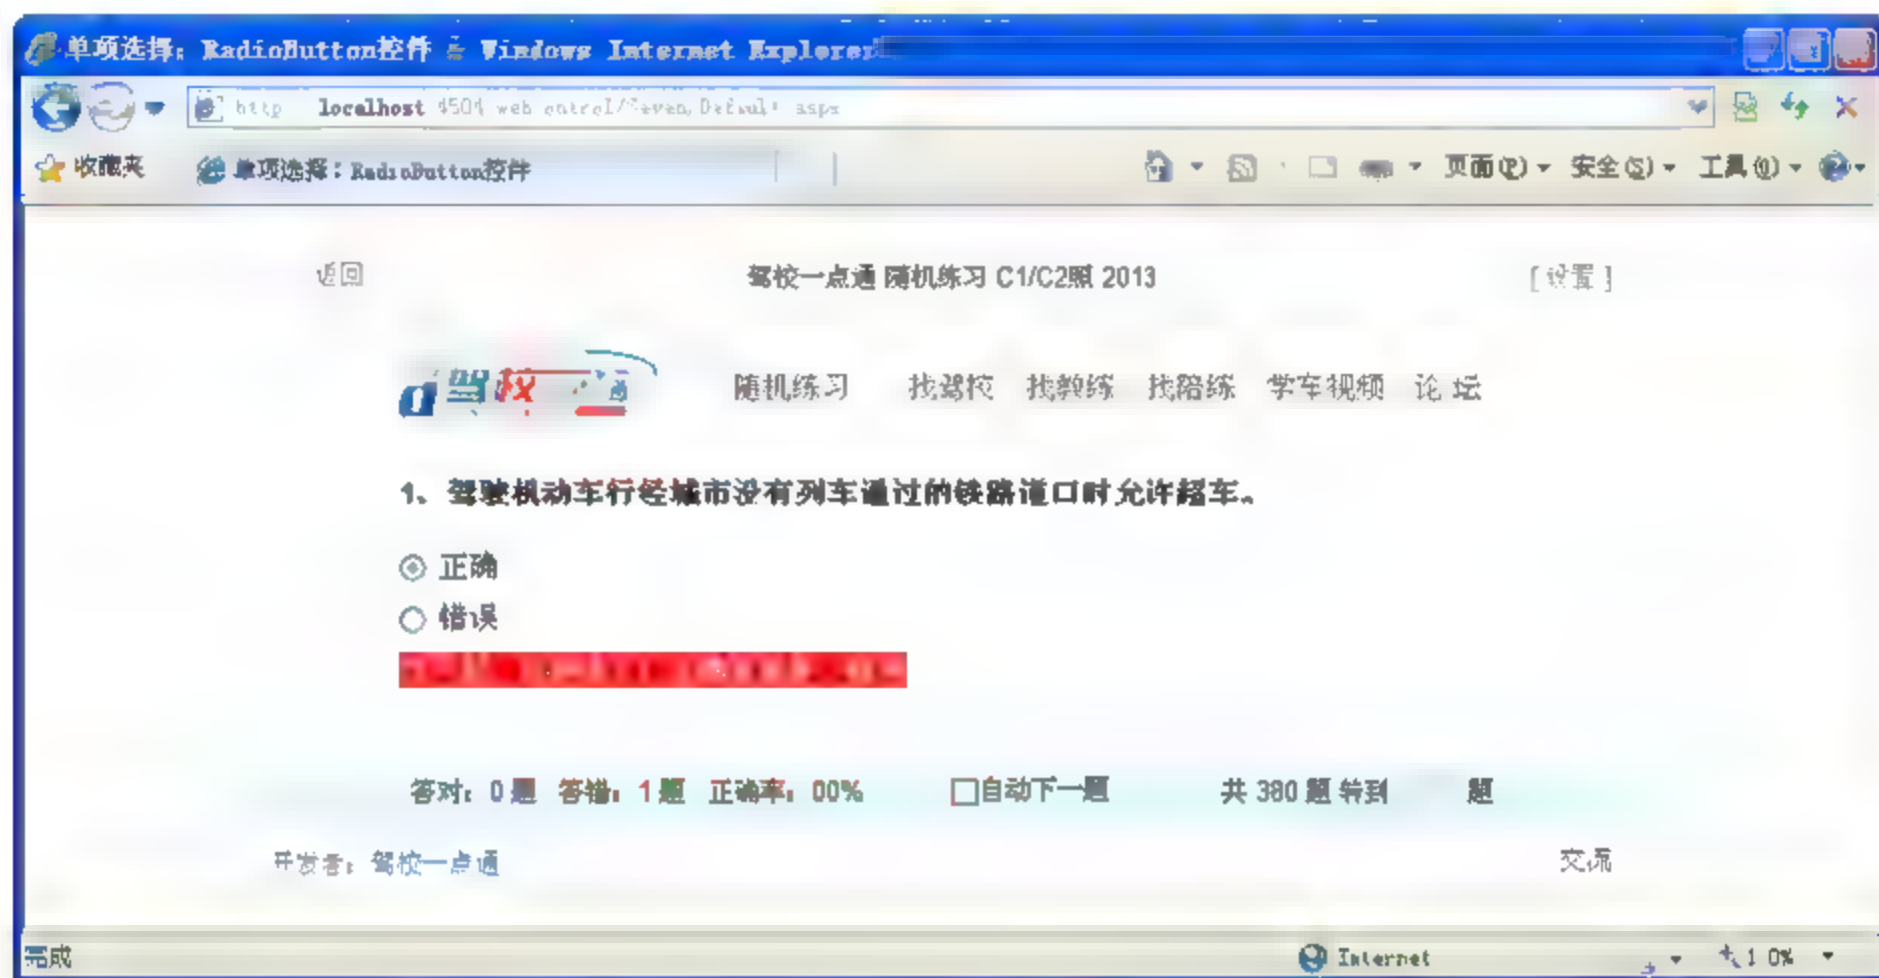 单项选择：RadioButton控件 - Windows Internet Explorer
localhost
收藏夹 单项选择：RadioButton控件 页面(P) 安全(S) 工具(O)
返回 驾校一点通 随机练习 C1/C2照 2013 [ 设置 ]
随机练习 找驾校 找教练 找陪练 学车视频 论 坛
1、驾驶机动车行经城市没有列车通过的铁路道口时允许超车。
正确
错误
答对：0 题 答错：1 题 正确率：00% 自动下一题 共 380 题 转到 题
开发者：驾校一点通 交流
完成 Internet